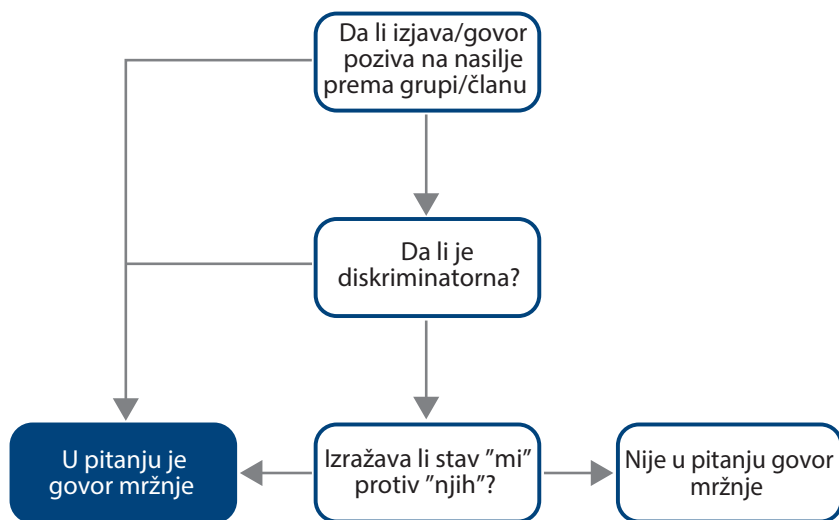 Da li izjava/govor
poziva na nasilje
prema grupi/članu
Da li je
diskriminatorna?
U pitanju je
govor mržnje
Izražava li stav ”mi”
protiv ”njih”?
Nije u pitanju govor
mržnje